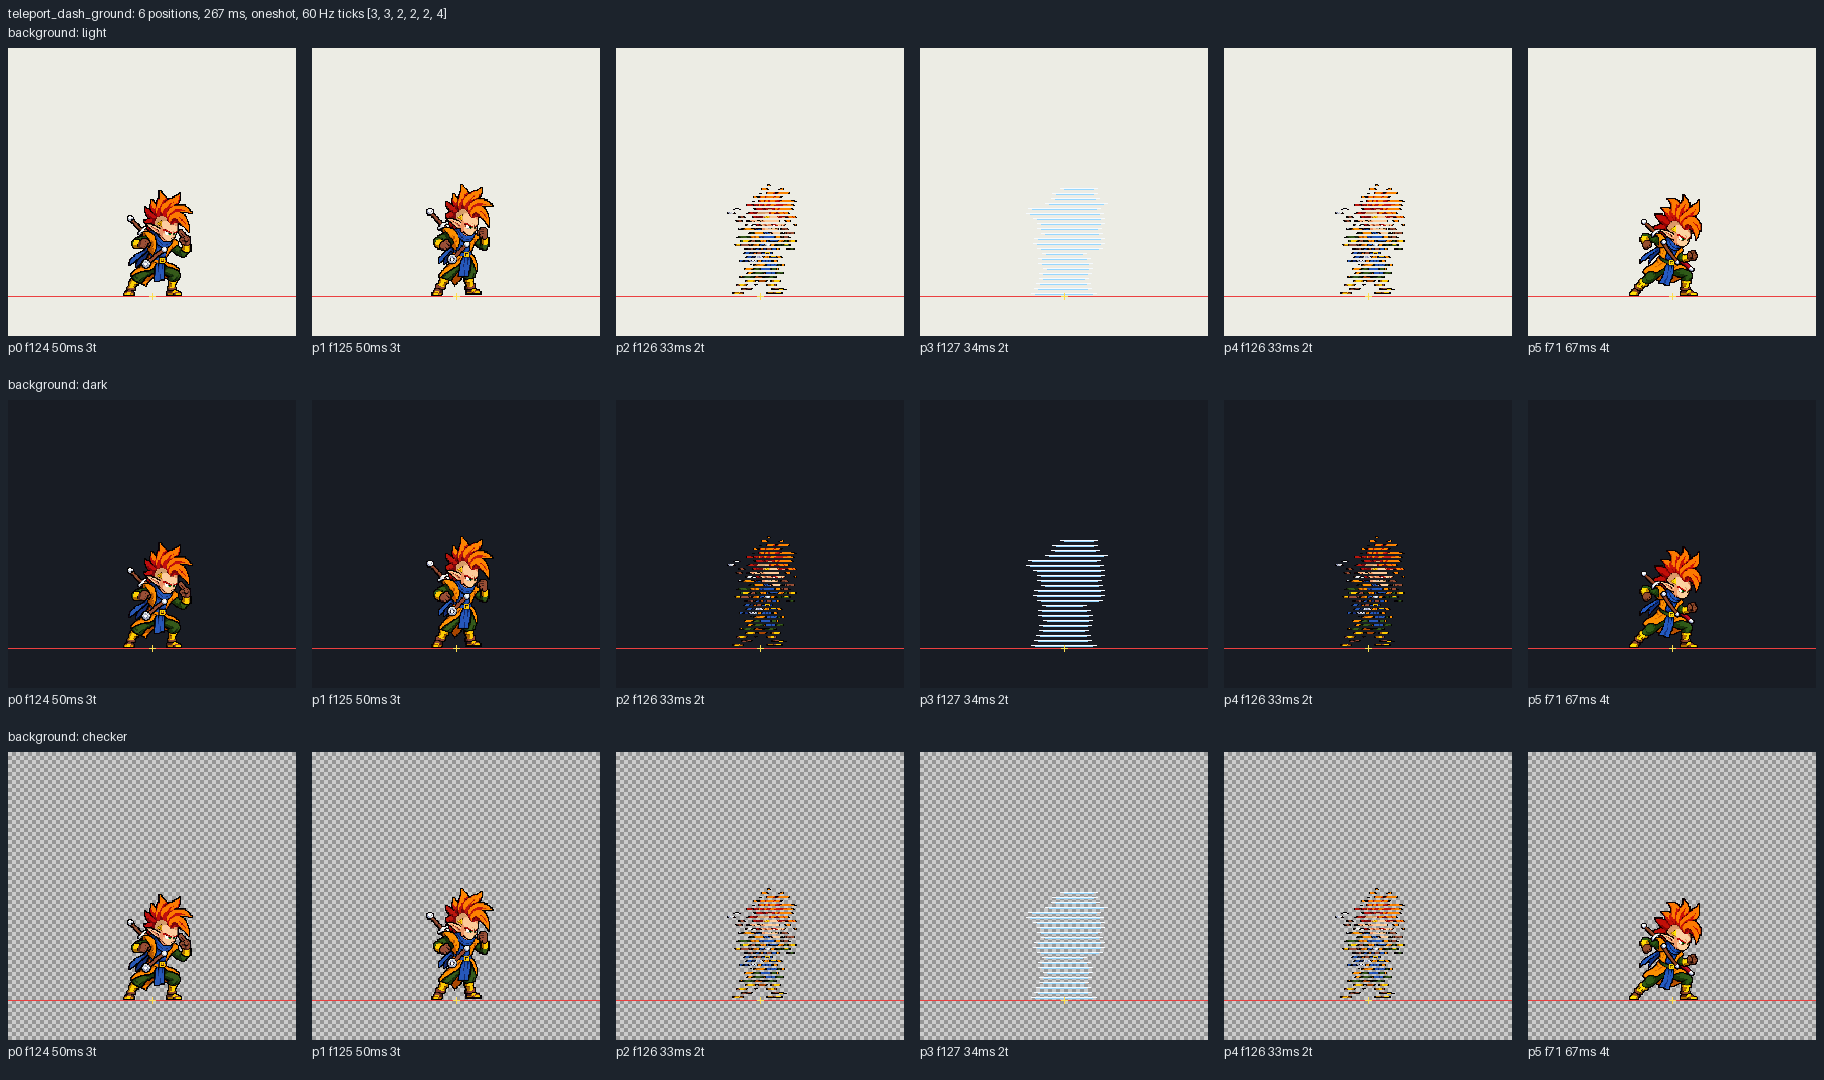 teleport_dash_ground: 6 positions, 267 ms, oneshot, 60 Hz ticks [3, 3, 2, 2, 2, 4]
background: light
p0 f124 50ms 3t
p1 f125 50ms 3t
p2 f126 33ms 2t
p3 f127 34ms 2t
p4 f126 33ms 2t
p5 f71 67ms 4t
background: dark
p0 f124 50ms 3t
p1 f125 50ms 3t
p2 f126 33ms 2t
p3 f127 34ms 2t
p4 f126 33ms 2t
p5 f71 67ms 4t
background: checker
p0 f124 50ms 3t
p1 f125 50ms 3t
p2 f126 33ms 2t
p3 f127 34ms 2t
p4 f126 33ms 2t
p5 f71 67ms 4t